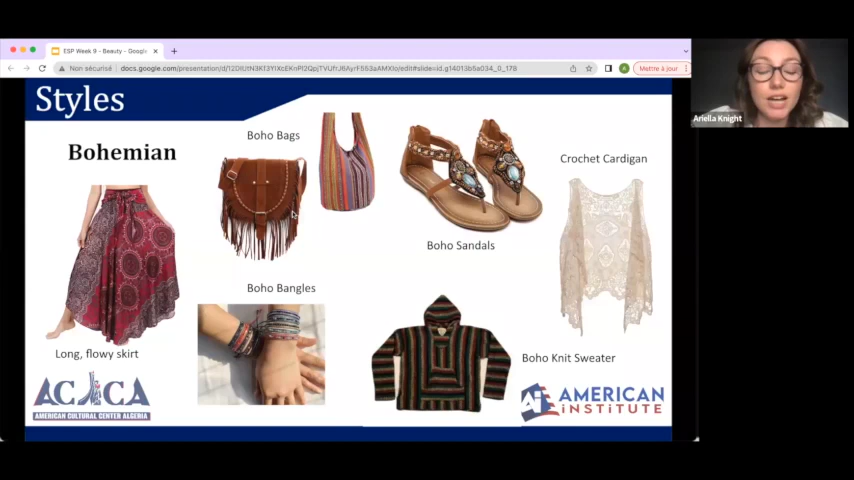 ESP Week 9 - Beauty - Google
Non sécurisé
Mettre à jour
Ariella Knight
Styles
Bohemian
Boho Bags
Crochet Cardigan
Boho Sandals
Boho Bangles
Long, flowy skirt
Boho Knit Sweater
ACCA
AMERICAN CULTURAL CENTER ALGERIA
Ai AMERICAN
INSTITUTE